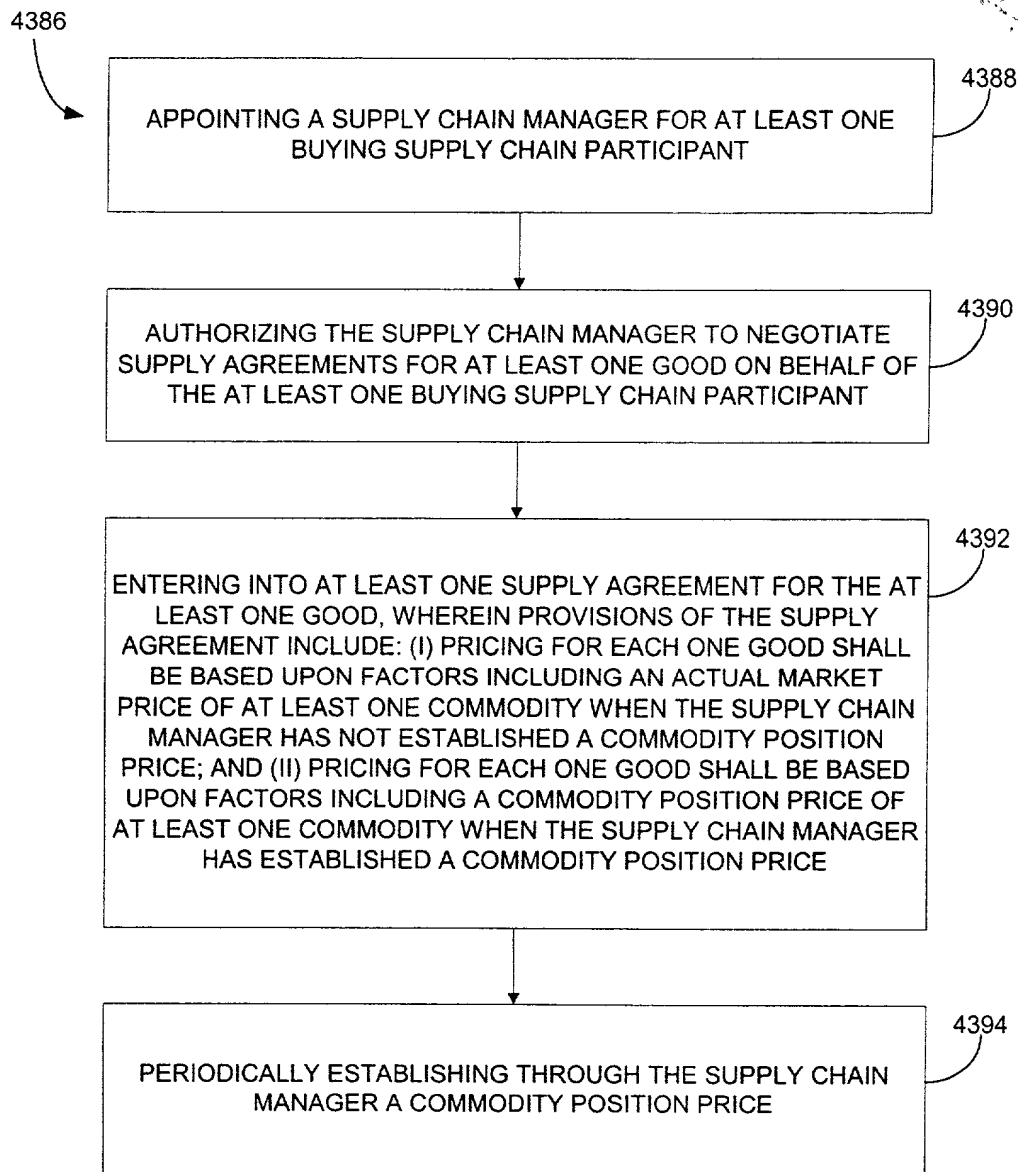 4386
4388
APPOINTING A SUPPLY CHAIN MANAGER FOR AT LEAST ONE
BUYING SUPPLY CHAIN PARTICIPANT
4390
AUTHORIZING THE SUPPLY CHAIN MANAGER TO NEGOTIATE
SUPPLY AGREEMENTS FOR AT LEAST ONE GOOD ON BEHALF OF
THE AT LEAST ONE BUYING SUPPLY CHAIN PARTICIPANT
4392
ENTERING INTO AT LEAST ONE SUPPLY AGREEMENT FOR THE AT
LEAST ONE GOOD, WHEREIN PROVISIONS OF THE SUPPLY
AGREEMENT INCLUDE: (I) PRICING FOR EACH ONE GOOD SHALL
BE BASED UPON FACTORS INCLUDING AN ACTUAL MARKET
PRICE OF AT LEAST ONE COMMODITY WHEN THE SUPPLY CHAIN
MANAGER HAS NOT ESTABLISHED A COMMODITY POSITION
PRICE; AND (II) PRICING FOR EACH ONE GOOD SHALL BE BASED
UPON FACTORS INCLUDING A COMMODITY POSITION PRICE OF
AT LEAST ONE COMMODITY WHEN THE SUPPLY CHAIN MANAGER
HAS ESTABLISHED A COMMODITY POSITION PRICE
4394
PERIODICALLY ESTABLISHING THROUGH THE SUPPLY CHAIN
MANAGER A COMMODITY POSITION PRICE